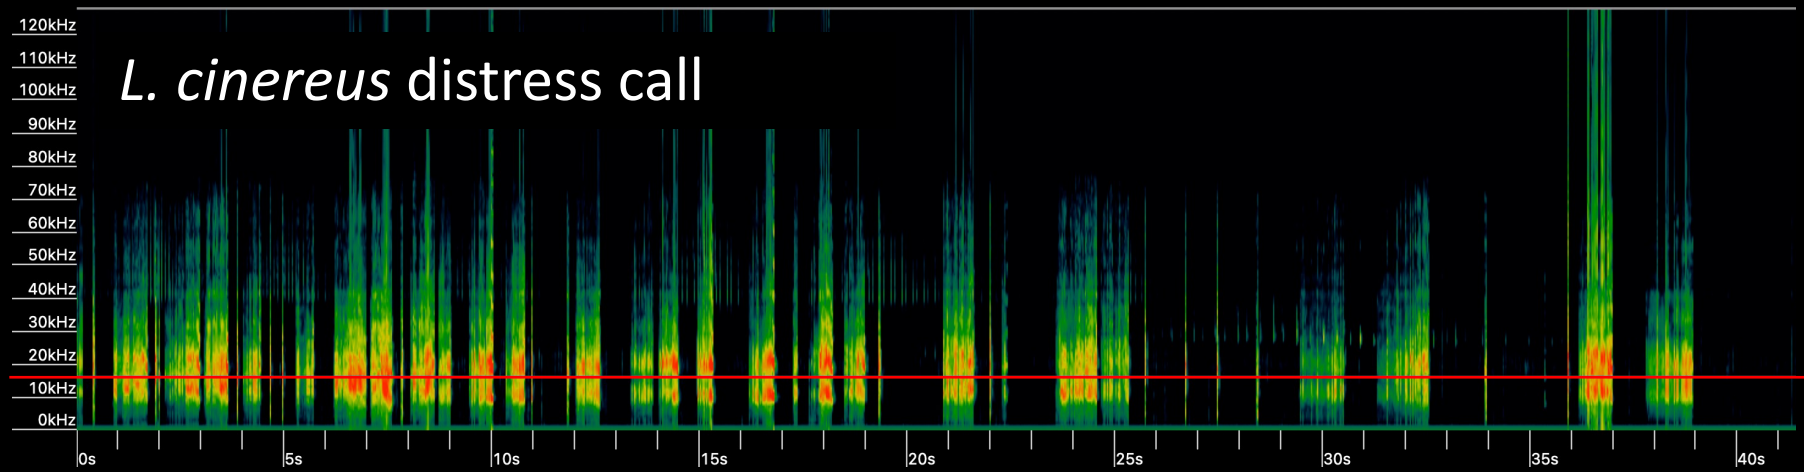 120kHz
110kHz
L. cinereus distress call
100kHz
90kHz
80kHz
70kHz
60kHz
50kHz
40kHz
30kHz
20kHz
10kHz
0kHz
0s 5s 10s 15s 20s 25s 30s 35s 40s